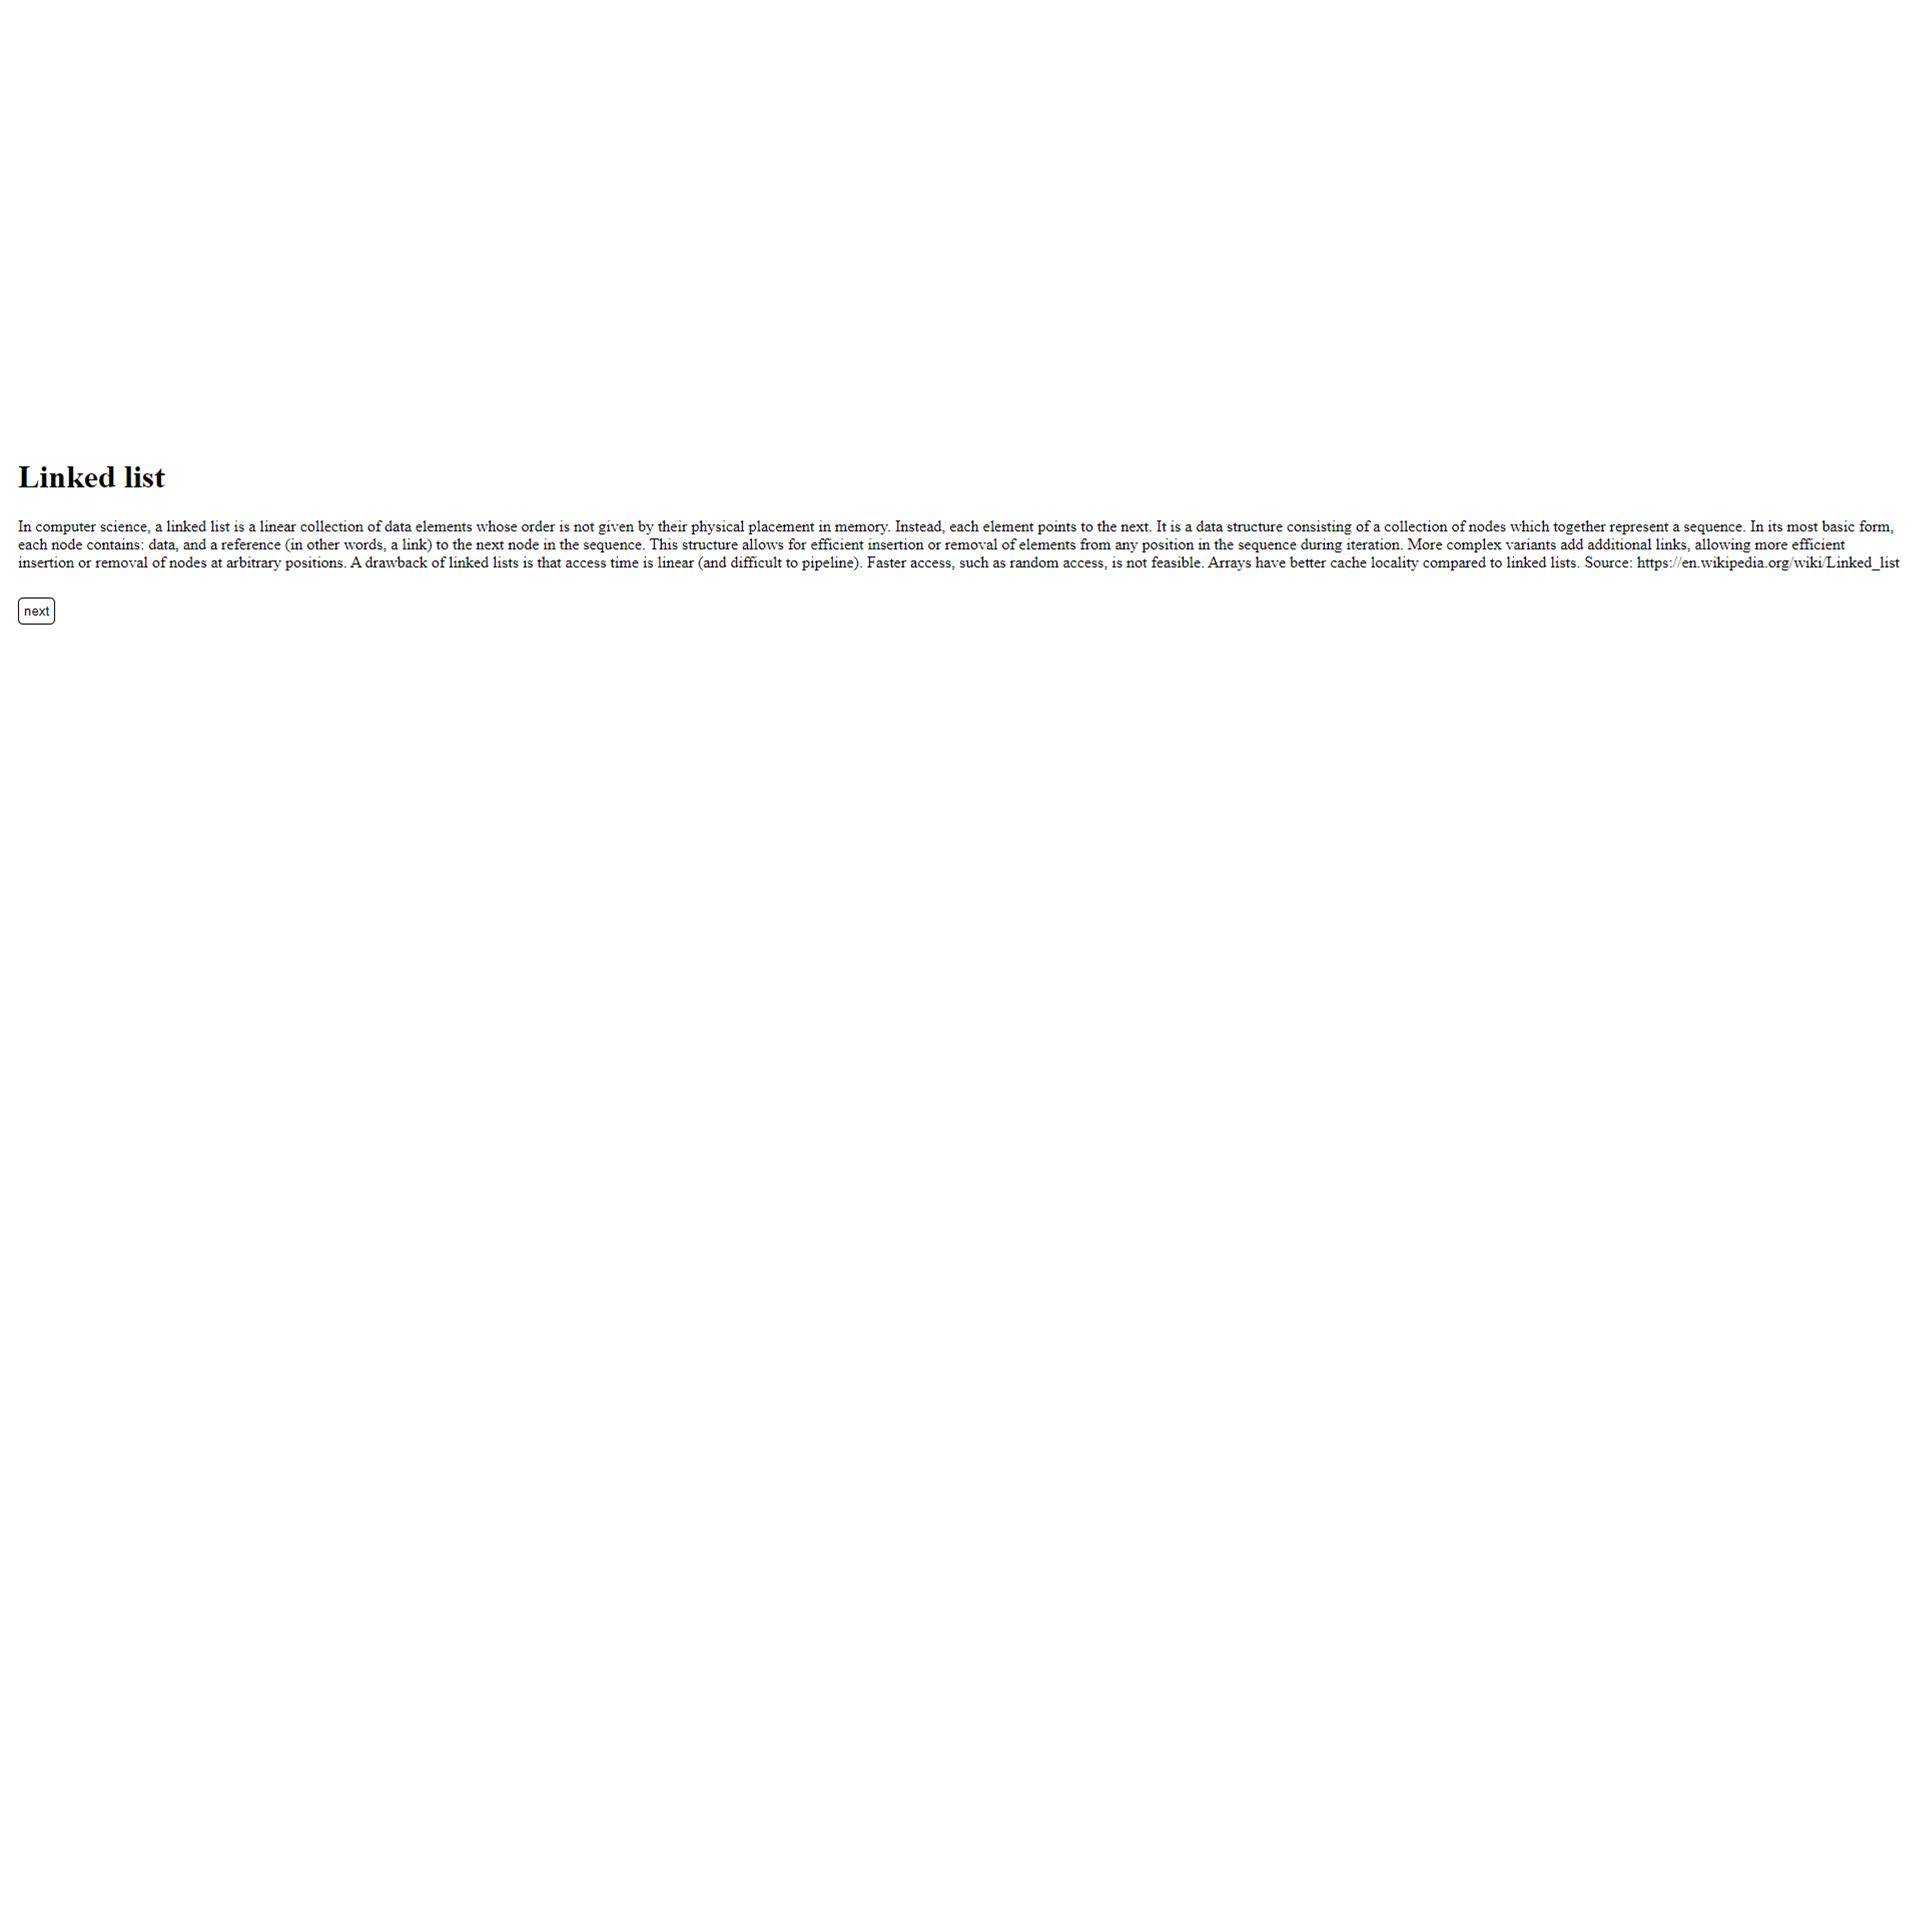 Linked list
In computer science, a linked list is a linear collection of data elements whose order is not given by their physical placement in memory. Instead, each element points to the next. It is a data structure consisting of a collection of nodes which together represent a sequence. In its most basic form,
each node contains: data, and a reference (in other words, a link) to the next node in the sequence. This structure allows for efficient insertion or removal of elements from any position in the sequence during iteration. More complex variants add additional links, allowing more efficient
insertion or removal of nodes at arbitrary positions. A drawback of linked lists is that access time is linear (and difficult to pipeline). Faster access, such as random access, is not feasible. Arrays have better cache locality compared to linked lists. Source: https://en.wikipedia.org/wiki/Linked_list
next